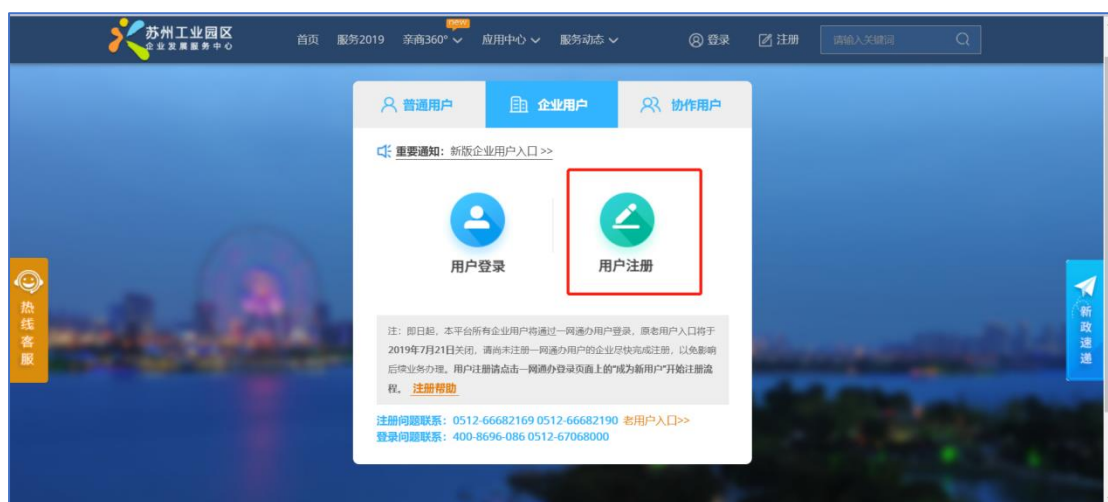 苏州工业园区
企业发展服务中心
首页 服务2019 亲商360° 应用中心 服务动态 登录 注册 请输入关键词
new
普通用户 企业用户 协作用户
重要通知：新版企业用户入口 >>
用户登录 用户注册
注：即日起，本平台所有企业用户将通过一网通办用户登录，原老用户入口将于
2019年7月21日关闭，请尚未注册一网通办用户的企业尽快完成注册，以免影响
后续业务办理。用户注册请点击一网通办登录页面上的“成为新用户”开始注册流
程。 注册帮助
注册问题联系：0512-66682169 0512-66682190 老用户入口>>
登录问题联系：400-8696-086 0512-67068000
热线客服
新政速递